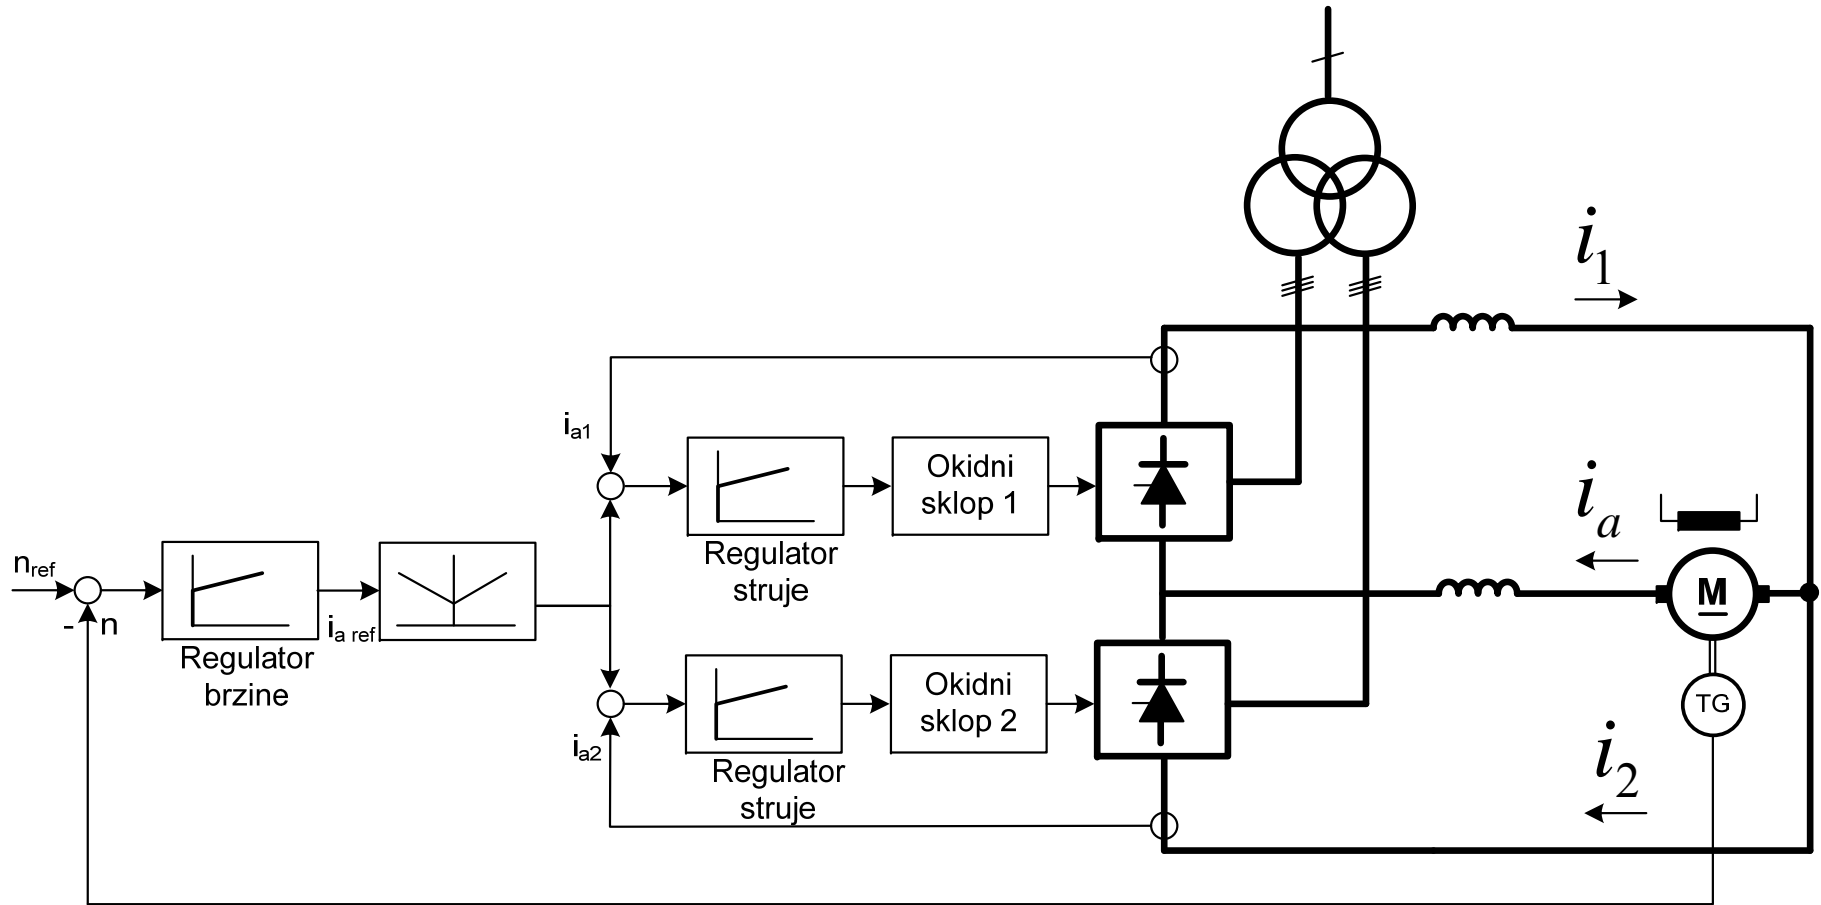 i1
ia1
Okidni
sklop 1
Regulator
struje
ia
M
nref
- n
ia ref
Regulator
brzine
Okidni
sklop 2
TG
ia2
Regulator
struje
i2